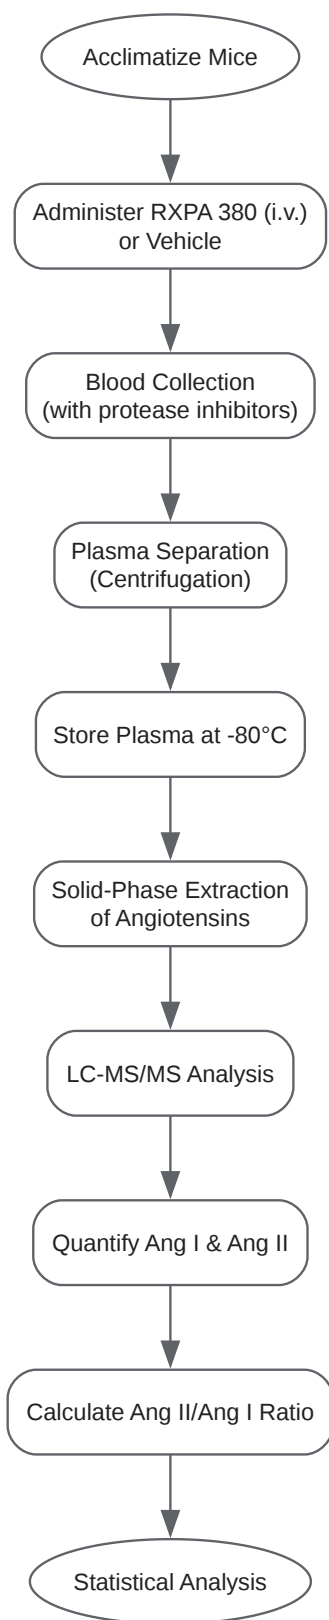 Acclimatize Mice
Administer RXPA 380 (i.v.)
or Vehicle
Blood Collection
(with protease inhibitors)
Plasma Separation
(Centrifugation)
Store Plasma at -80°C
Solid-Phase Extraction
of Angiotensins
LC-MS/MS Analysis
Quantify Ang I & Ang II
Calculate Ang II/Ang I Ratio
Statistical Analysis